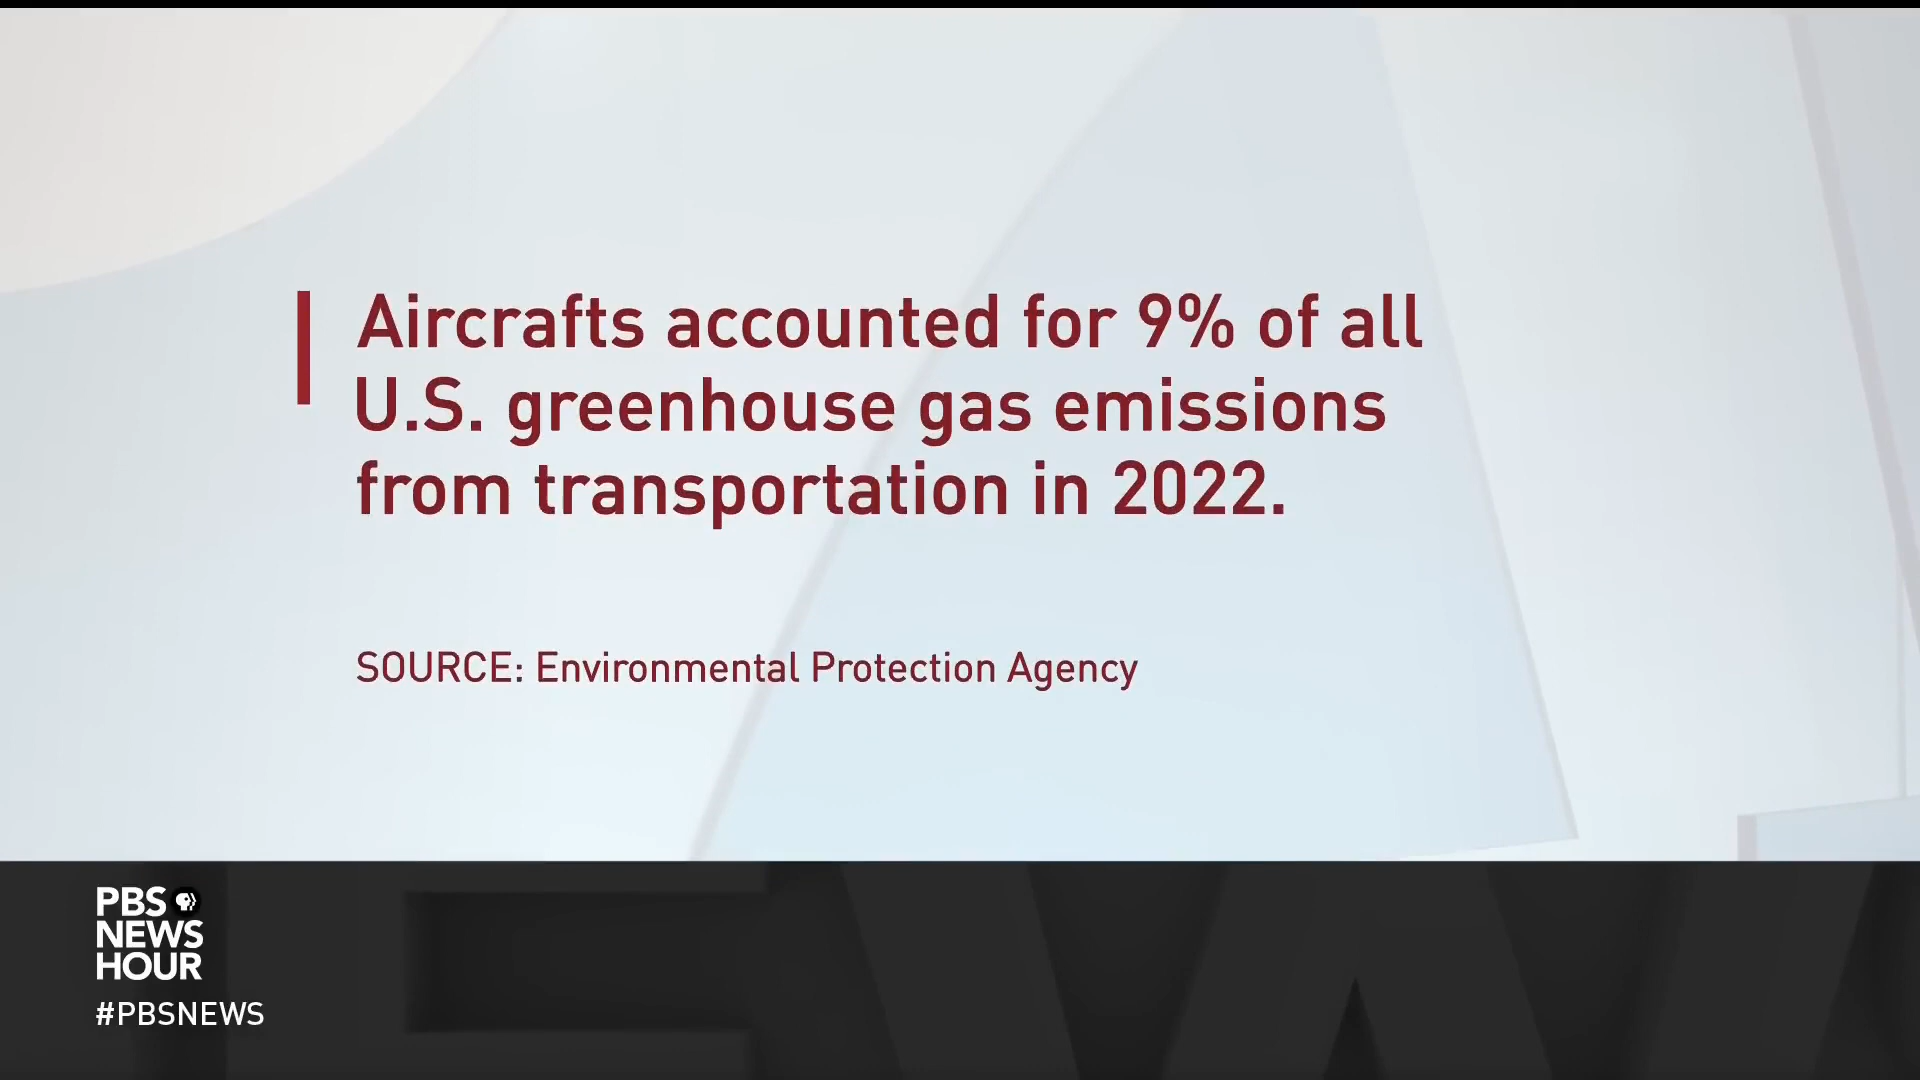 Aircrafts accounted for 9% of all
U.S. greenhouse gas emissions
from transportation in 2022.
SOURCE: Environmental Protection Agency
PBS
NEWS
HOUR
#PBSNEWS